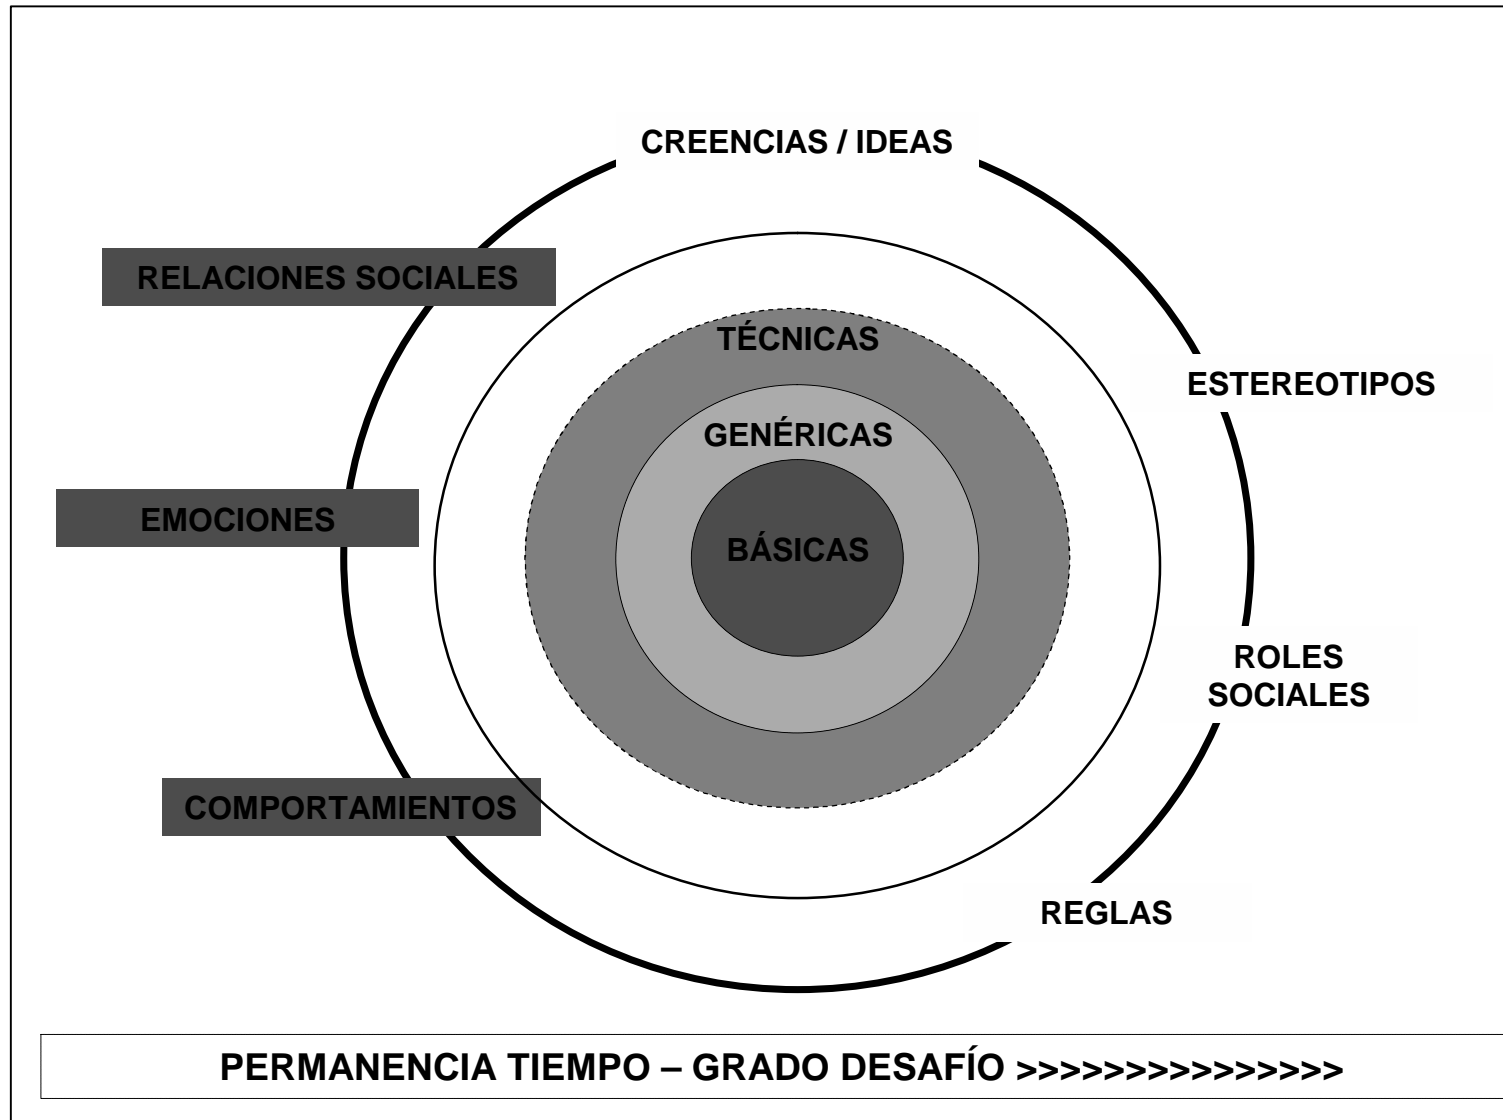 CREENCIAS / IDEAS
RELACIONES SOCIALES
TÉCNICAS
ESTEREOTIPOS
GENÉRICAS
EMOCIONES
BÁSICAS
ROLES
SOCIALES
COMPORTAMIENTOS
REGLAS
PERMANENCIA TIEMPO – GRADO DESAFÍO >>>>>>>>>>>>>>>